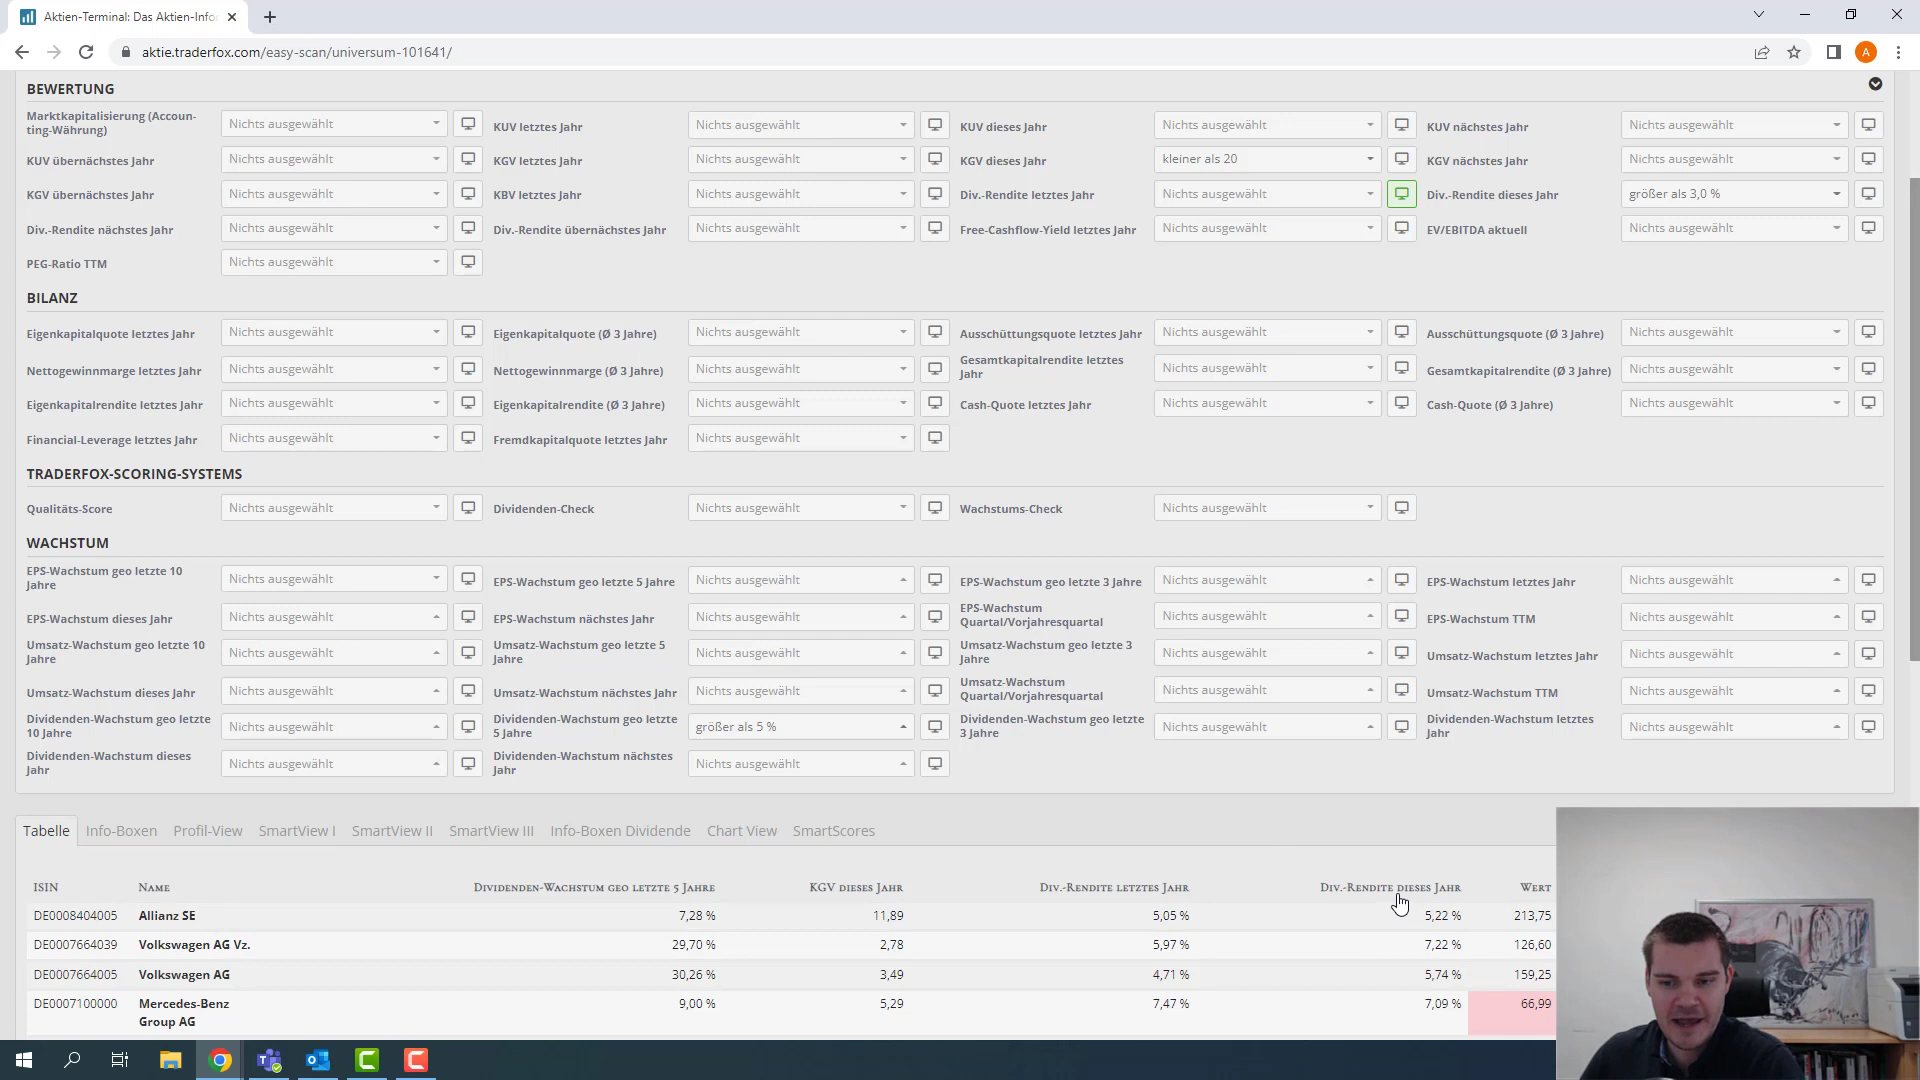 Aktien-Terminal: Das Aktien-Infor
aktie.traderfox.com/easy-scan/universum-101641/
A
BEWERTUNG
Marktkapitalisierung (Accoun-
ting-Währung)
Nichts ausgewählt
KUV letztes Jahr
Nichts ausgewählt
KUV dieses Jahr
Nichts ausgewählt
KUV nächstes Jahr
Nichts ausgewählt
KUV übernächstes Jahr
Nichts ausgewählt
KGV letztes Jahr
Nichts ausgewählt
KGV dieses Jahr
kleiner als 20
KGV nächstes Jahr
Nichts ausgewählt
KGV übernächstes Jahr
Nichts ausgewählt
KBV letztes Jahr
Nichts ausgewählt
Div.-Rendite letztes Jahr
Nichts ausgewählt
Div.-Rendite dieses Jahr
größer als 3,0 %
Div.-Rendite nächstes Jahr
Nichts ausgewählt
Div.-Rendite übernächstes Jahr
Nichts ausgewählt
Free-Cashflow-Yield letztes Jahr
Nichts ausgewählt
EV/EBITDA aktuell
Nichts ausgewählt
PEG-Ratio TTM
Nichts ausgewählt
BILANZ
Eigenkapitalquote letztes Jahr
Nichts ausgewählt
Eigenkapitalquote (Ø 3 Jahre)
Nichts ausgewählt
Ausschüttungsquote letztes Jahr
Nichts ausgewählt
Ausschüttungsquote (Ø 3 Jahre)
Nichts ausgewählt
Nettogewinnmarge letztes Jahr
Nichts ausgewählt
Nettogewinnmarge (Ø 3 Jahre)
Nichts ausgewählt
Gesamtkapitalrendite letztes
Jahr
Nichts ausgewählt
Gesamtkapitalrendite (Ø 3 Jahre)
Nichts ausgewählt
Eigenkapitalrendite letztes Jahr
Nichts ausgewählt
Eigenkapitalrendite (Ø 3 Jahre)
Nichts ausgewählt
Cash-Quote letztes Jahr
Nichts ausgewählt
Cash-Quote (Ø 3 Jahre)
Nichts ausgewählt
Financial-Leverage letztes Jahr
Nichts ausgewählt
Fremdkapitalquote letztes Jahr
Nichts ausgewählt
TRADERFOX-SCORING-SYSTEMS
Qualitäts-Score
Nichts ausgewählt
Dividenden-Check
Nichts ausgewählt
Wachstums-Check
Nichts ausgewählt
WACHSTUM
EPS-Wachstum geo letzte 10
Jahre
Nichts ausgewählt
EPS-Wachstum geo letzte 5 Jahre
Nichts ausgewählt
EPS-Wachstum geo letzte 3 Jahre
Nichts ausgewählt
EPS-Wachstum letztes Jahr
Nichts ausgewählt
EPS-Wachstum dieses Jahr
Nichts ausgewählt
EPS-Wachstum nächstes Jahr
Nichts ausgewählt
EPS-Wachstum
Quartal/Vorjahresquartal
Nichts ausgewählt
EPS-Wachstum TTM
Nichts ausgewählt
Umsatz-Wachstum geo letzte 10
Jahre
Nichts ausgewählt
Umsatz-Wachstum geo letzte 5
Jahre
Nichts ausgewählt
Umsatz-Wachstum geo letzte 3
Jahre
Nichts ausgewählt
Umsatz-Wachstum letztes Jahr
Nichts ausgewählt
Umsatz-Wachstum dieses Jahr
Nichts ausgewählt
Umsatz-Wachstum nächstes Jahr
Nichts ausgewählt
Umsatz-Wachstum
Quartal/Vorjahresquartal
Nichts ausgewählt
Umsatz-Wachstum TTM
Nichts ausgewählt
Dividenden-Wachstum geo letzte
10 Jahre
Nichts ausgewählt
Dividenden-Wachstum geo letzte
5 Jahre
größer als 5 %
Dividenden-Wachstum geo letzte
3 Jahre
Nichts ausgewählt
Dividenden-Wachstum letztes
Jahr
Nichts ausgewählt
Dividenden-Wachstum dieses
Jahr
Nichts ausgewählt
Dividenden-Wachstum nächstes
Jahr
Nichts ausgewählt
Tabelle Info-Boxen Profil-View SmartView I SmartView II SmartView III Info-Boxen Dividende Chart View SmartScores
ISIN NAME DIVIDENDEN-WACHSTUM GEO LETZTE 5 JAHRE KGV DIESES JAHR DIV.-RENDITE LETZTES JAHR DIV.-RENDITE DIESES JAHR WERT
DE0008404005 Allianz SE 7,28 % 11,89 5,05 % 5,22 % 213,75
DE0007664039 Volkswagen AG Vz. 29,70 % 2,78 5,97 % 7,22 % 126,60
DE0007664005 Volkswagen AG 30,26 % 3,49 4,71 % 5,74 % 159,25
DE0007100000 Mercedes-Benz 9,00 % 5,29 7,47 % 7,09 % 66,99
Group AG